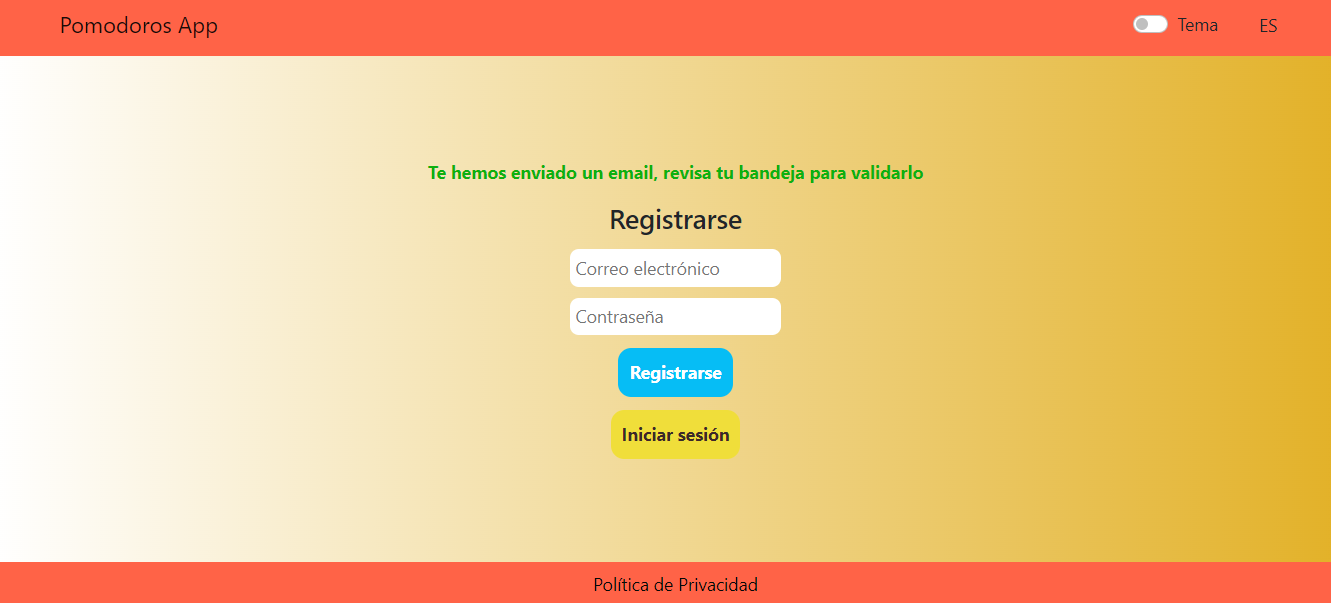 Pomodoros App
Tema
ES
Te hemos enviado un email, revisa tu bandeja para validarlo
Registrarse
Correo electrónico
Contraseña
Registrarse
Iniciar sesión
Política de Privacidad